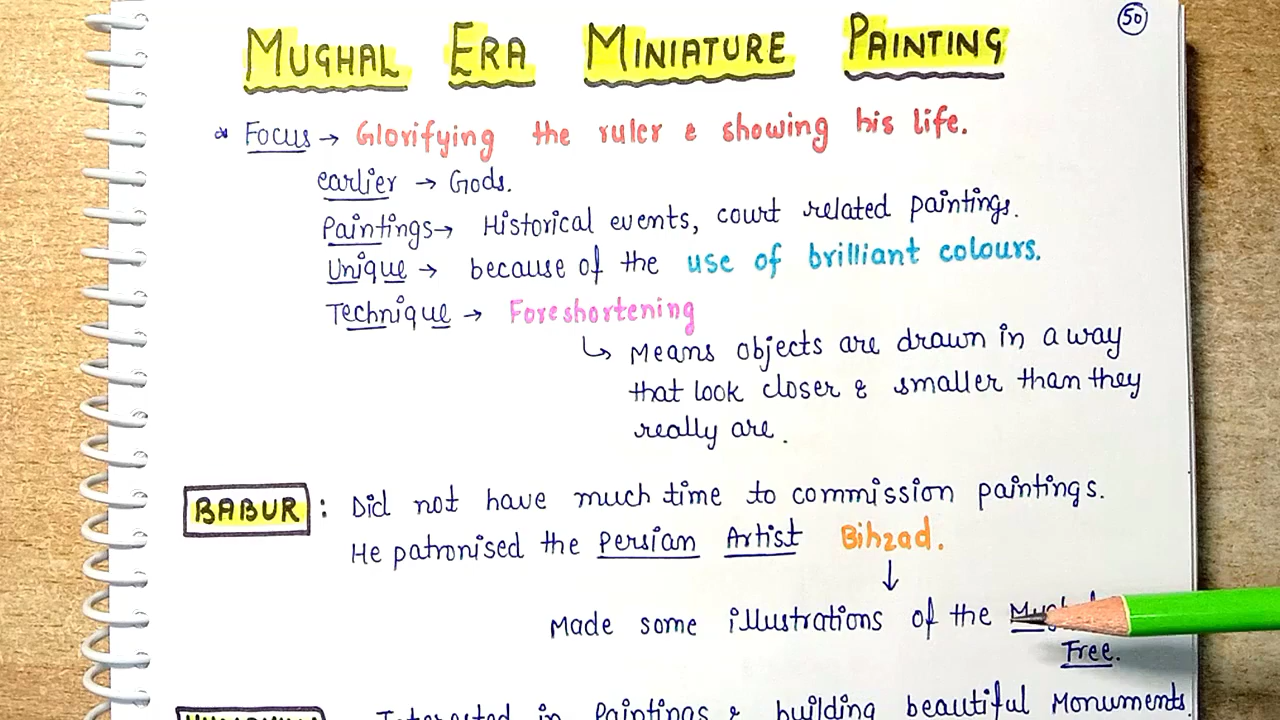 50
MUGHAL ERA MINIATURE PAINTING
Focus → Glorifying the ruler & showing his life.
earlier → Gods.
Paintings → Historical events, court related paintings.
Unique → because of the use of brilliant colours.
Technique → Foreshortening
↳ Means objects are drawn in a way
that look closer & smaller than they
really are.
BABUR : Did not have much time to commission paintings.
He patronised the Persian Artist Bihzad.
↓
Made some illustrations of the
Free.
Interested in Paintings & building beautiful Monuments.